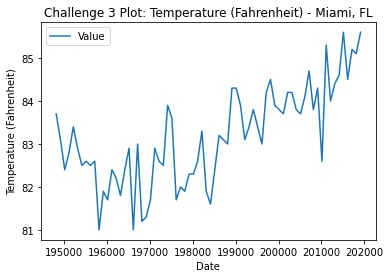 Challenge 3 Plot: Temperature (Fahrenheit) - Miami, FL
Value
Temperature (Fahrenheit)
85
84
83
82
81
195000 196000 197000 198000 199000 200000 201000 202000
Date